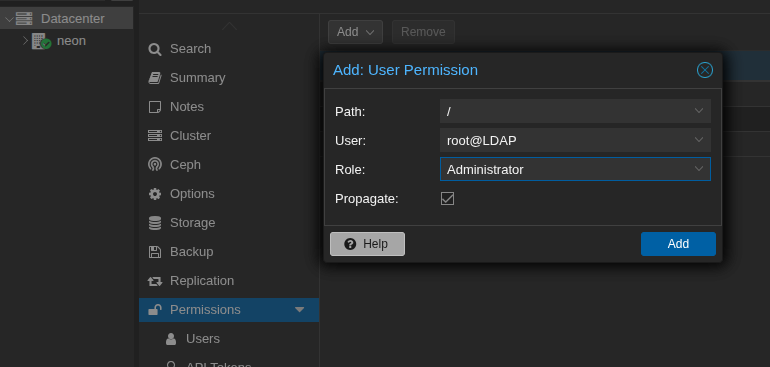 Datacenter
neon
Search
Summary
Notes
Cluster
Ceph
Options
Storage
Backup
Replication
Permissions
Users
API Tokens
Add
Remove
Add: User Permission
Path: /
User: root@LDAP
Role: Administrator
Propagate:
Help
Add